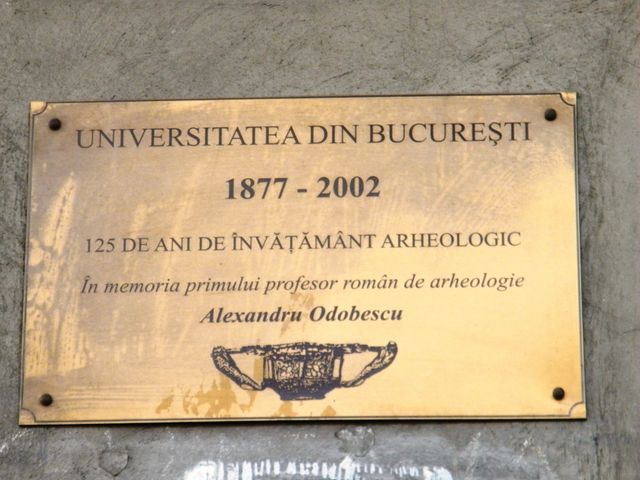 UNIVERSITATEA DIN BUCUREŞTI
1877 - 2002
125 DE ANI DE ÎNVĂŢĂMÂNT ARHEOLOGIC
În memoria primului profesor român de arheologie
Alexandru Odobescu